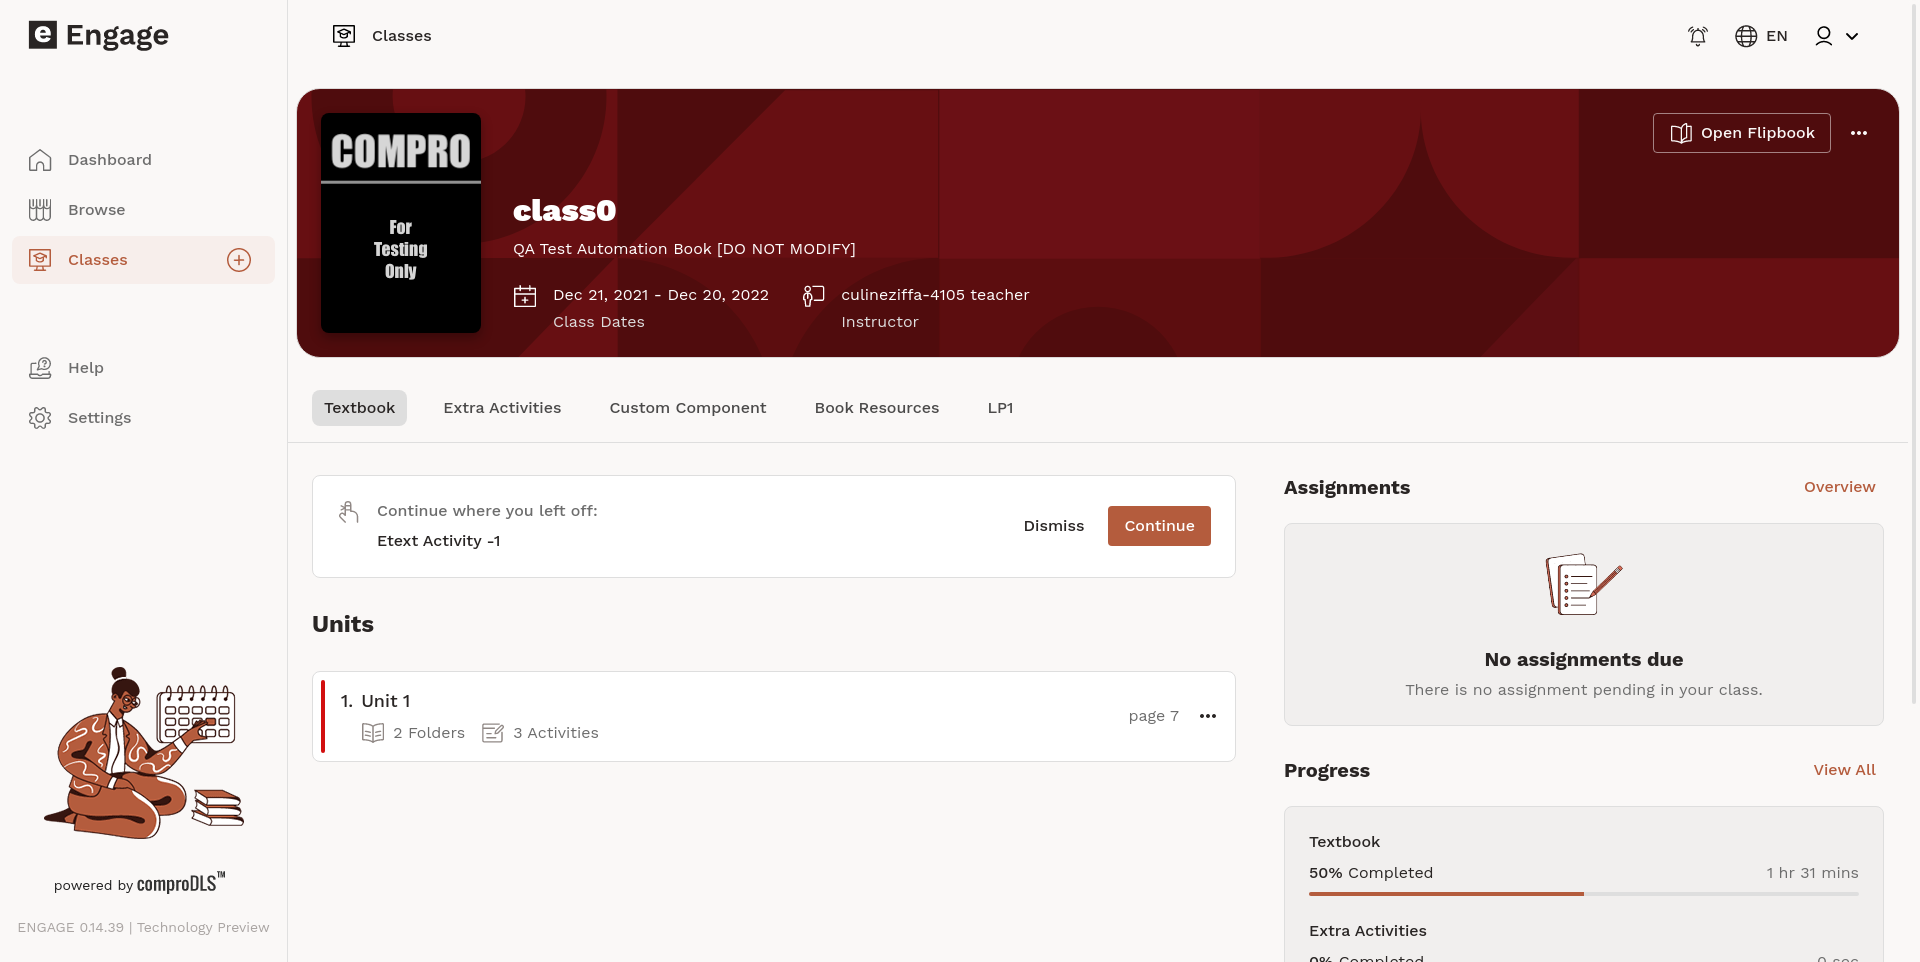 e Engage
Classes
EN
Dashboard
Browse
Classes
Help
Settings
powered by comproDLS™
ENGAGE 0.14.39 | Technology Preview
COMPRO
For
Testing
Only
Open Flipbook
class0
QA Test Automation Book [DO NOT MODIFY]
Dec 21, 2021 - Dec 20, 2022
Class Dates
culineziffa-4105 teacher
Instructor
Textbook
Extra Activities
Custom Component
Book Resources
LP1
Continue where you left off:
Etext Activity -1
Dismiss
Continue
Units
1. Unit 1
2 Folders
3 Activities
page 7
Assignments
Overview
No assignments due
There is no assignment pending in your class.
Progress
View All
Textbook
50% Completed
1 hr 31 mins
Extra Activities
0% Completed
0 sec